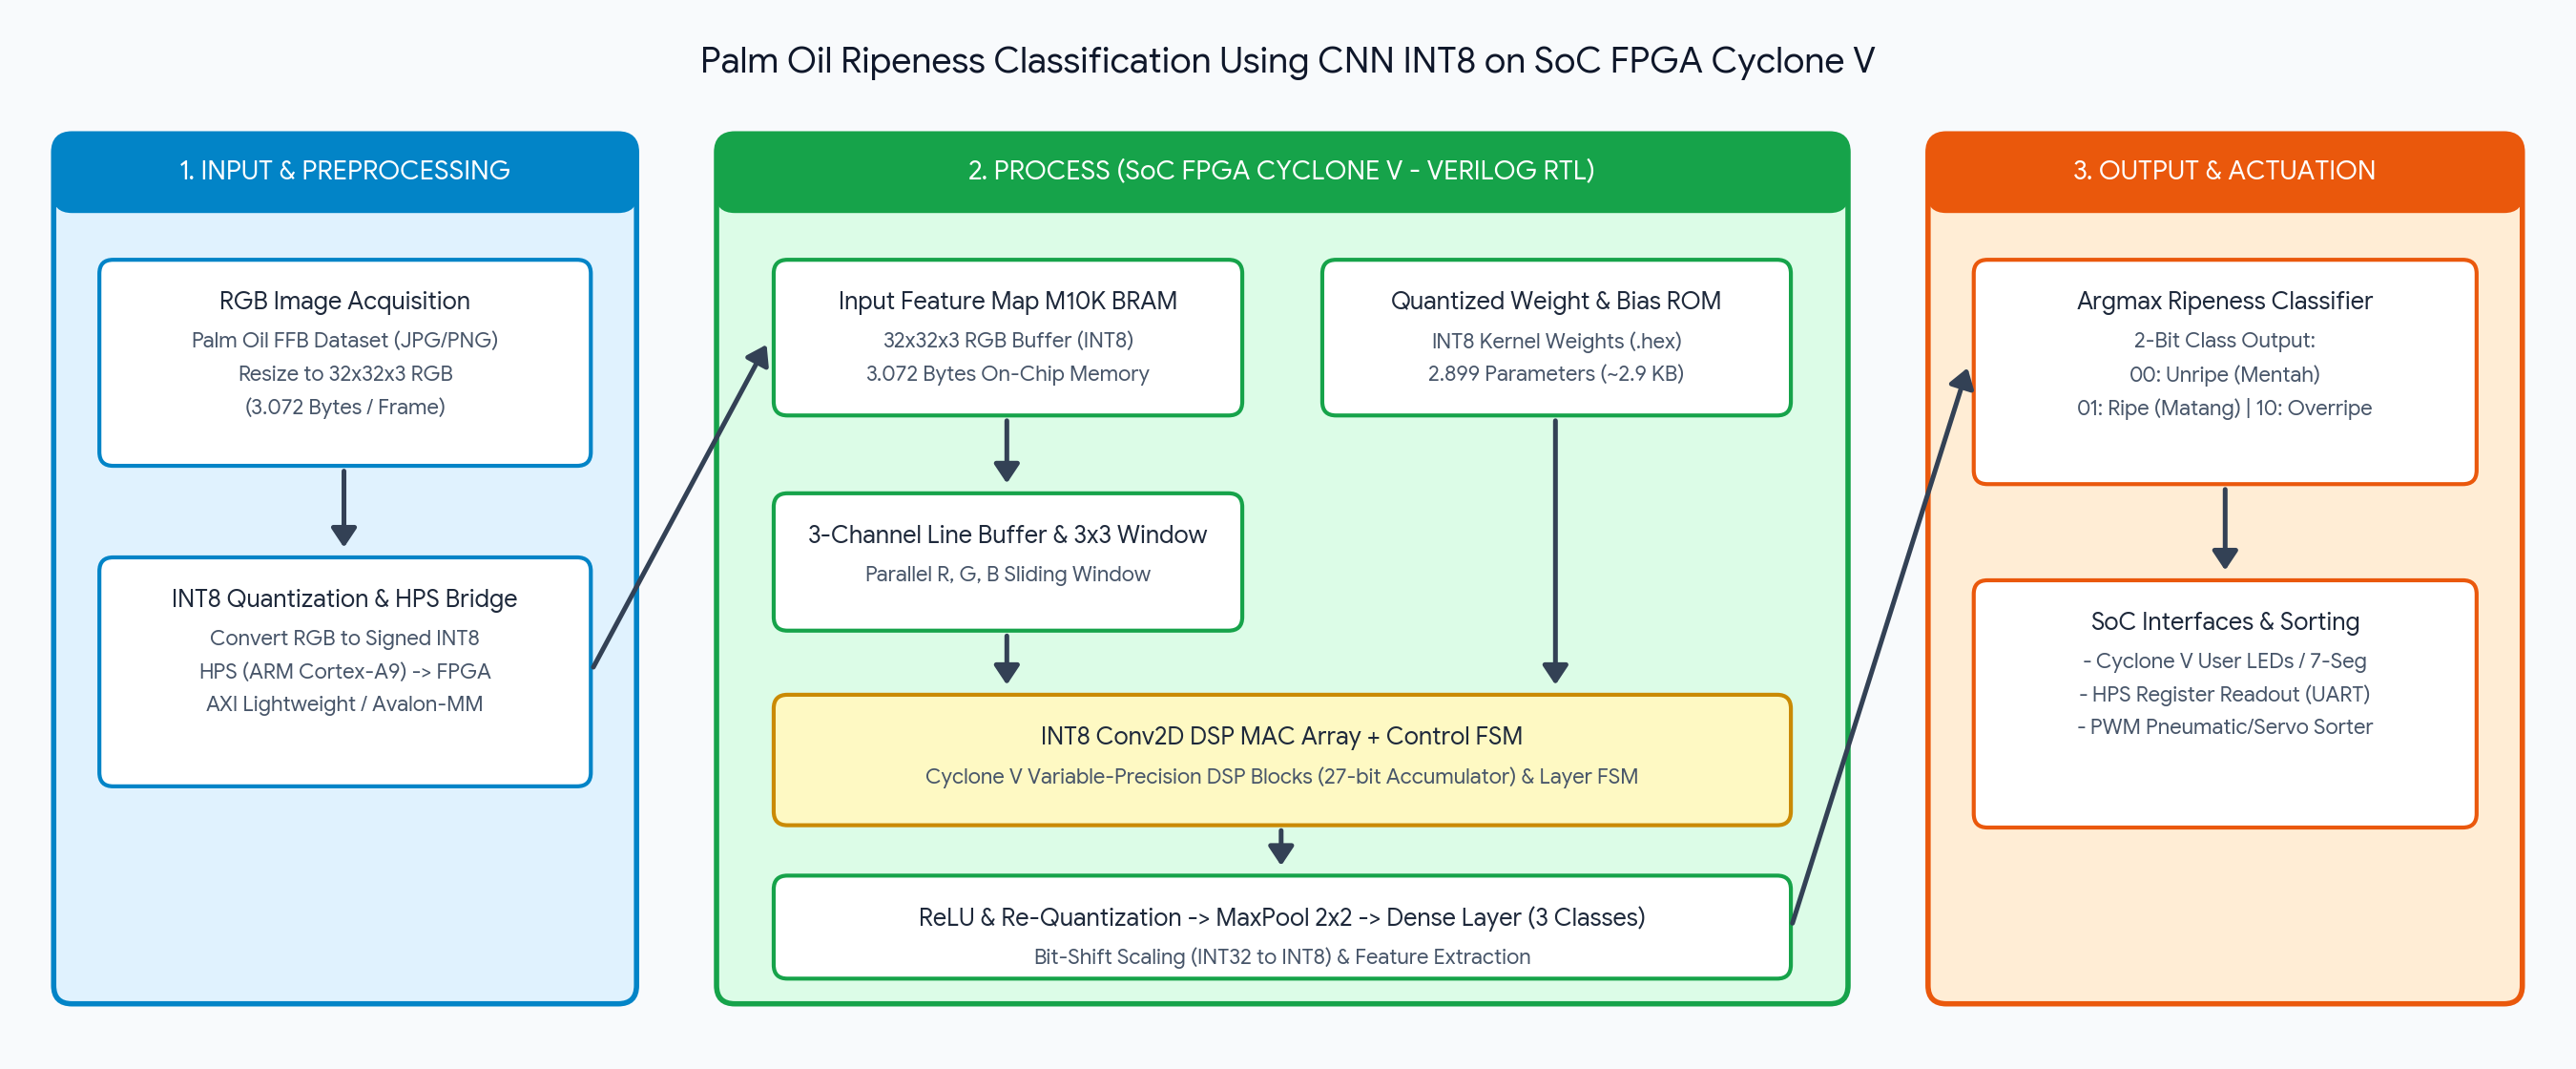 Palm Oil Ripeness Classification Using CNN INT8 on SoC FPGA Cyclone V
1. INPUT & PREPROCESSING
RGB Image Acquisition
Palm Oil FFB Dataset (JPG/PNG)
Resize to 32x32x3 RGB
(3.072 Bytes / Frame)
INT8 Quantization & HPS Bridge
Convert RGB to Signed INT8
HPS (ARM Cortex-A9) -> FPGA
AXI Lightweight / Avalon-MM
2. PROCESS (SoC FPGA CYCLONE V - VERILOG RTL)
Input Feature Map M10K BRAM
32x32x3 RGB Buffer (INT8)
3.072 Bytes On-Chip Memory
Quantized Weight & Bias ROM
INT8 Kernel Weights (.hex)
2.899 Parameters (~2.9 KB)
3-Channel Line Buffer & 3x3 Window
Parallel R, G, B Sliding Window
INT8 Conv2D DSP MAC Array + Control FSM
Cyclone V Variable-Precision DSP Blocks (27-bit Accumulator) & Layer FSM
ReLU & Re-Quantization -> MaxPool 2x2 -> Dense Layer (3 Classes)
Bit-Shift Scaling (INT32 to INT8) & Feature Extraction
3. OUTPUT & ACTUATION
Argmax Ripeness Classifier
2-Bit Class Output:
00: Unripe (Mentah)
01: Ripe (Matang) | 10: Overripe
SoC Interfaces & Sorting
- Cyclone V User LEDs / 7-Seg
- HPS Register Readout (UART)
- PWM Pneumatic/Servo Sorter